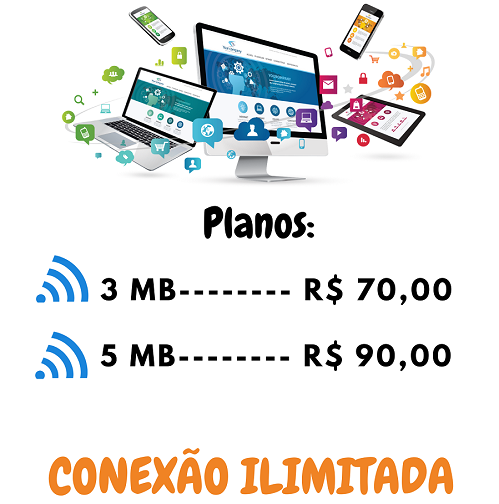 Planos:
3 MB-------- R$ 70,00
5 MB-------- R$ 90,00
CONEXÃO ILIMITADA